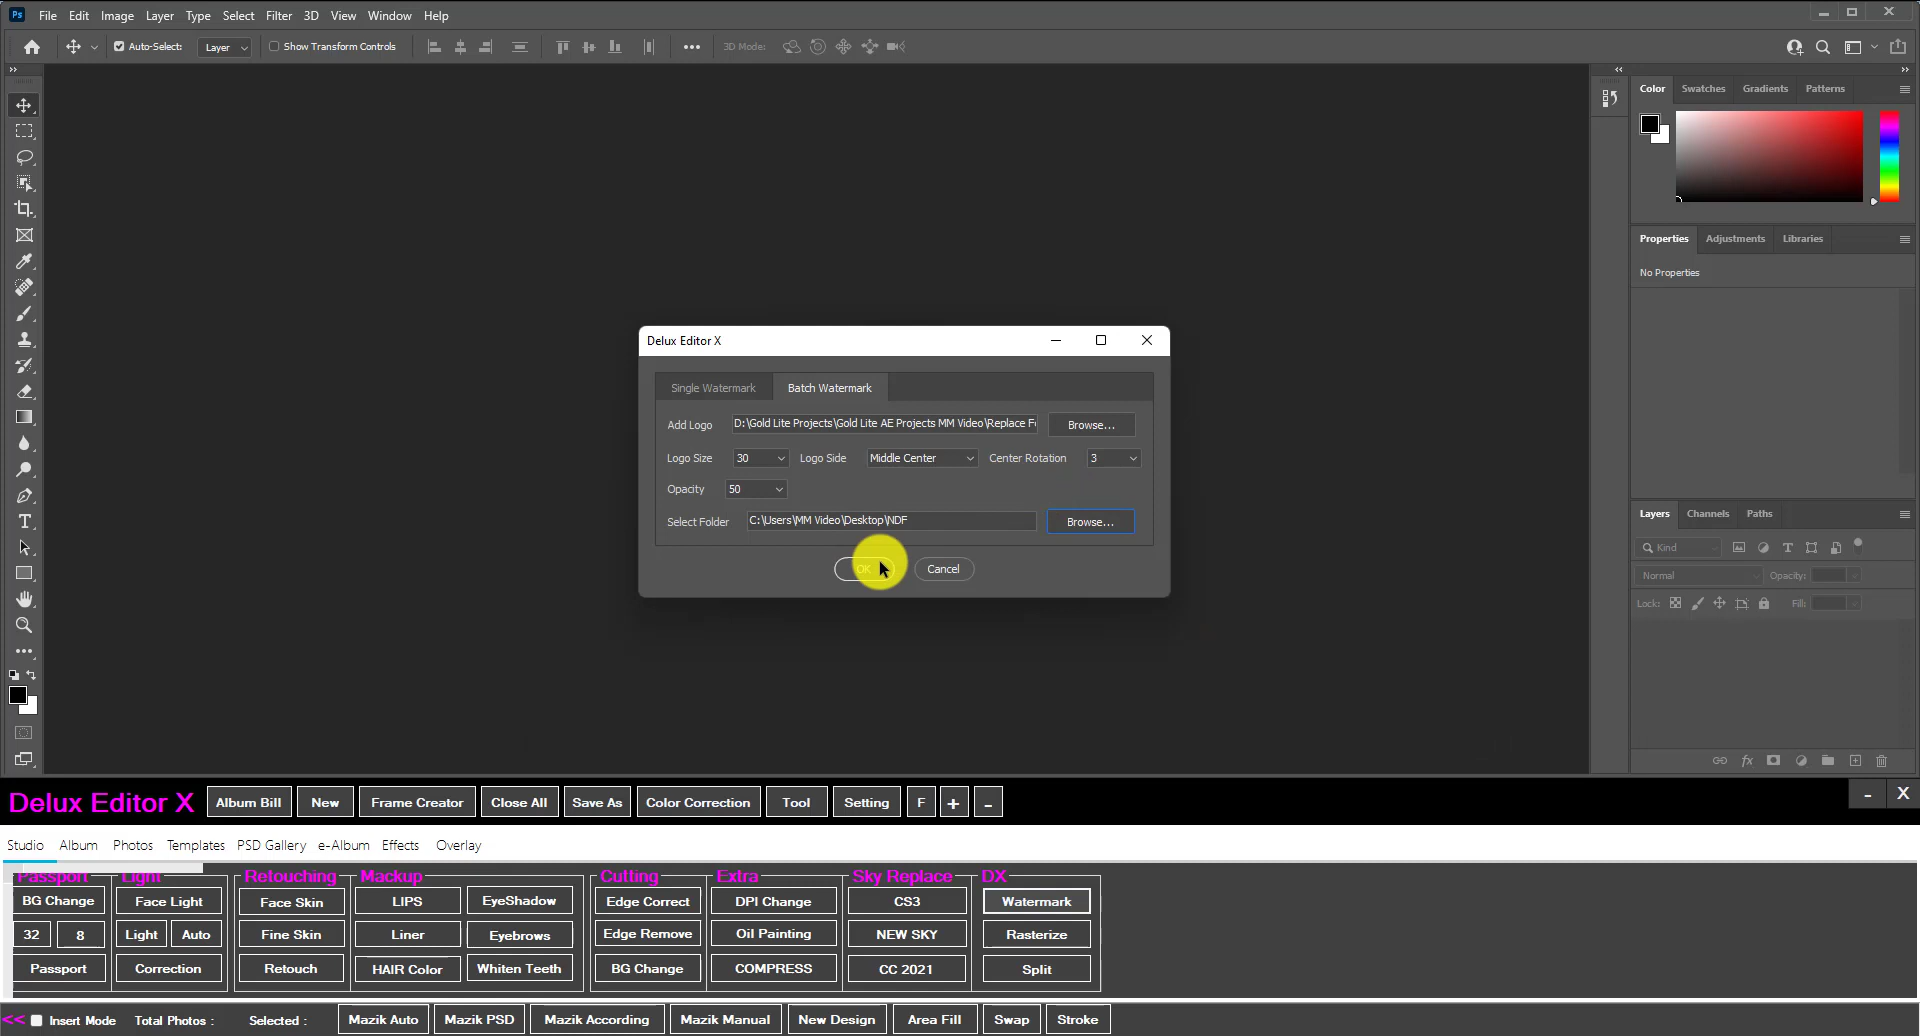 Ps File Edit Image Layer Type Select Filter 3D View Window Help
Auto-Select: Layer Show Transform Controls 3D Mode:
Color Swatches Gradients Patterns
Properties Adjustments Libraries
No Properties
Delux Editor X
Single Watermark Batch Watermark
Add Logo D:\Gold Lite Projects\Gold Lite AE Projects MM Video\Replace Browse...
Logo Size 30 Logo Side Middle Center Center Rotation 3
Opacity 50
Select Folder C:\Users\MM Video\Desktop\NDF Browse...
OK Cancel
Layers Channels Paths
Kind
Normal Opacity:
Lock: Fill:
Delux Editor X Album Bill New Frame Creator Close All Save As Color Correction Tool Setting F + - - X
Studio Album Photos Templates PSD Gallery e-Album Effects Overlay
Passport Light Retouching Mackup Cutting Extra Sky Replace DX
BG Change Face Light Face Skin LIPS EyeShadow Edge Correct DPI Change CS3 Watermark
32 8 Light Auto Fine Skin Liner Eyebrows Edge Remove Oil Painting NEW SKY Rasterize
Passport Correction Retouch HAIR Color Whiten Teeth BG Change COMPRESS CC 2021 Split
<< Insert Mode Total Photos : Selected : Mazik Auto Mazik PSD Mazik According Mazik Manual New Design Area Fill Swap Stroke